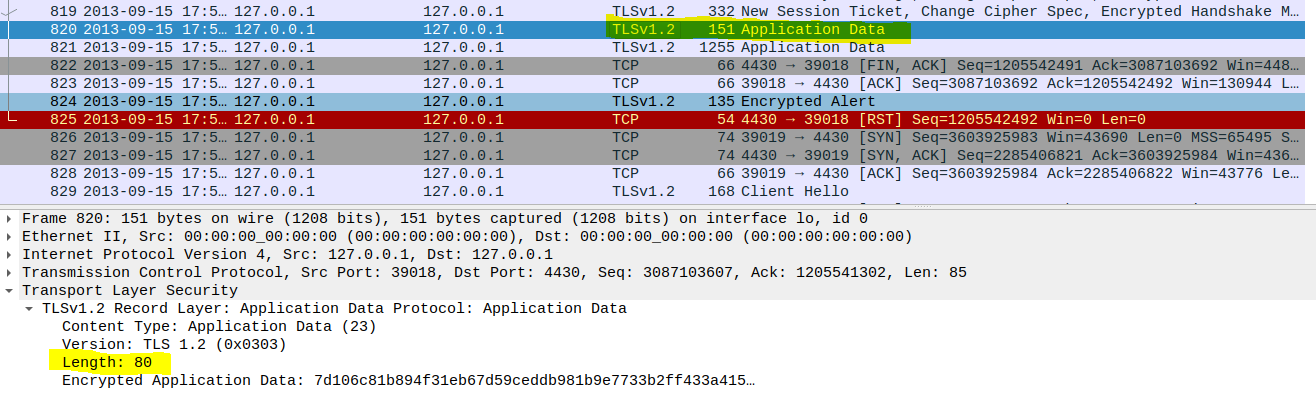 819 2013-09-15 17:5… 127.0.0.1 127.0.0.1 TLSv1.2 332 New Session Ticket, Change Cipher Spec, Encrypted Handshake M…
820 2013-09-15 17:5… 127.0.0.1 127.0.0.1 TLSv1.2 151 Application Data
821 2013-09-15 17:5… 127.0.0.1 127.0.0.1 TLSv1.2 1255 Application Data
822 2013-09-15 17:5… 127.0.0.1 127.0.0.1 TCP 66 4430 → 39018 [FIN, ACK] Seq=1205542491 Ack=3087103692 Win=448…
823 2013-09-15 17:5… 127.0.0.1 127.0.0.1 TCP 66 39018 → 4430 [ACK] Seq=3087103692 Ack=1205542492 Win=130944 L…
824 2013-09-15 17:5… 127.0.0.1 127.0.0.1 TLSv1.2 135 Encrypted Alert
825 2013-09-15 17:5… 127.0.0.1 127.0.0.1 TCP 54 4430 → 39018 [RST] Seq=1205542492 Win=0 Len=0
826 2013-09-15 17:5… 127.0.0.1 127.0.0.1 TCP 74 39019 → 4430 [SYN] Seq=3603925983 Win=43690 Len=0 MSS=65495 S…
827 2013-09-15 17:5… 127.0.0.1 127.0.0.1 TCP 74 4430 → 39019 [SYN, ACK] Seq=2285406821 Ack=3603925984 Win=436…
828 2013-09-15 17:5… 127.0.0.1 127.0.0.1 TCP 66 39019 → 4430 [ACK] Seq=3603925984 Ack=2285406822 Win=43776 Le…
829 2013-09-15 17:5… 127.0.0.1 127.0.0.1 TLSv1.2 168 Client Hello
Frame 820: 151 bytes on wire (1208 bits), 151 bytes captured (1208 bits) on interface lo, id 0
Ethernet II, Src: 00:00:00_00:00:00 (00:00:00:00:00:00), Dst: 00:00:00_00:00:00 (00:00:00:00:00:00)
Internet Protocol Version 4, Src: 127.0.0.1, Dst: 127.0.0.1
Transmission Control Protocol, Src Port: 39018, Dst Port: 4430, Seq: 3087103607, Ack: 1205541302, Len: 85
Transport Layer Security
TLSv1.2 Record Layer: Application Data Protocol: Application Data
Content Type: Application Data (23)
Version: TLS 1.2 (0x0303)
Length: 80
Encrypted Application Data: 7d106c81b894f31eb67d59ceddb981b9e7733b2ff433a415…